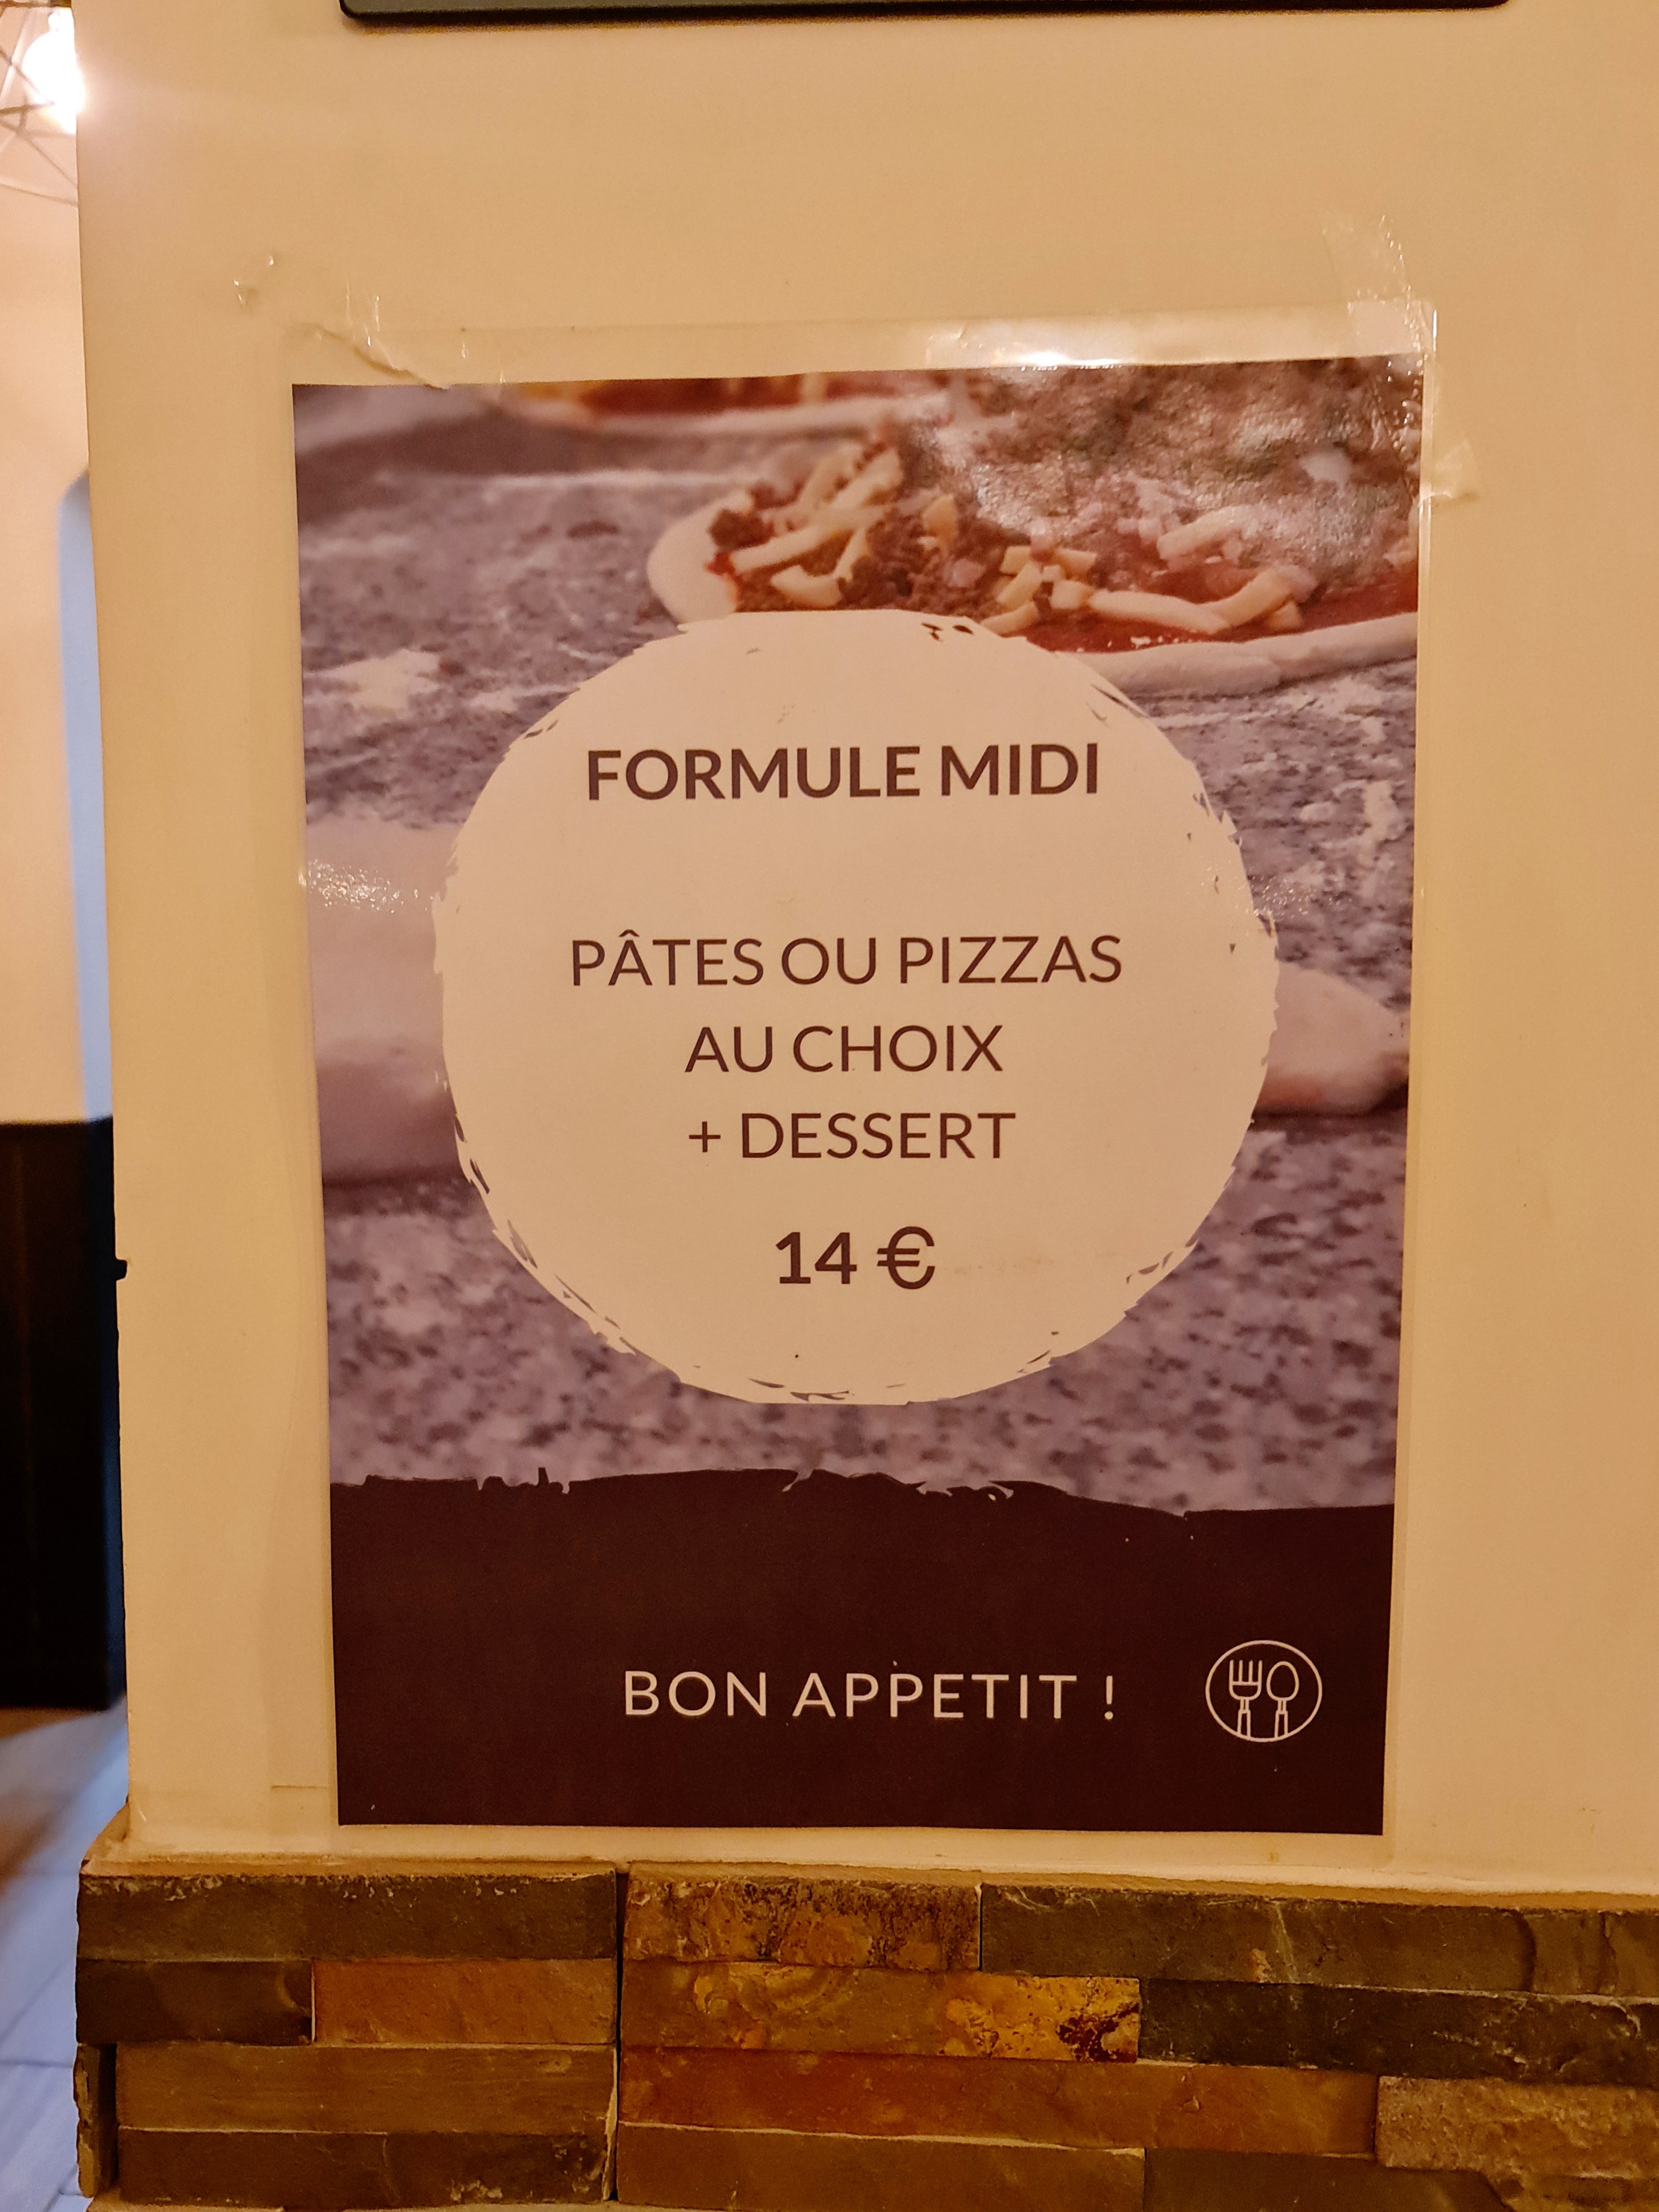 FORMULE MIDI
PÂTES OU PIZZAS
AU CHOIX
+ DESSERT
14 €
BON APPETIT !